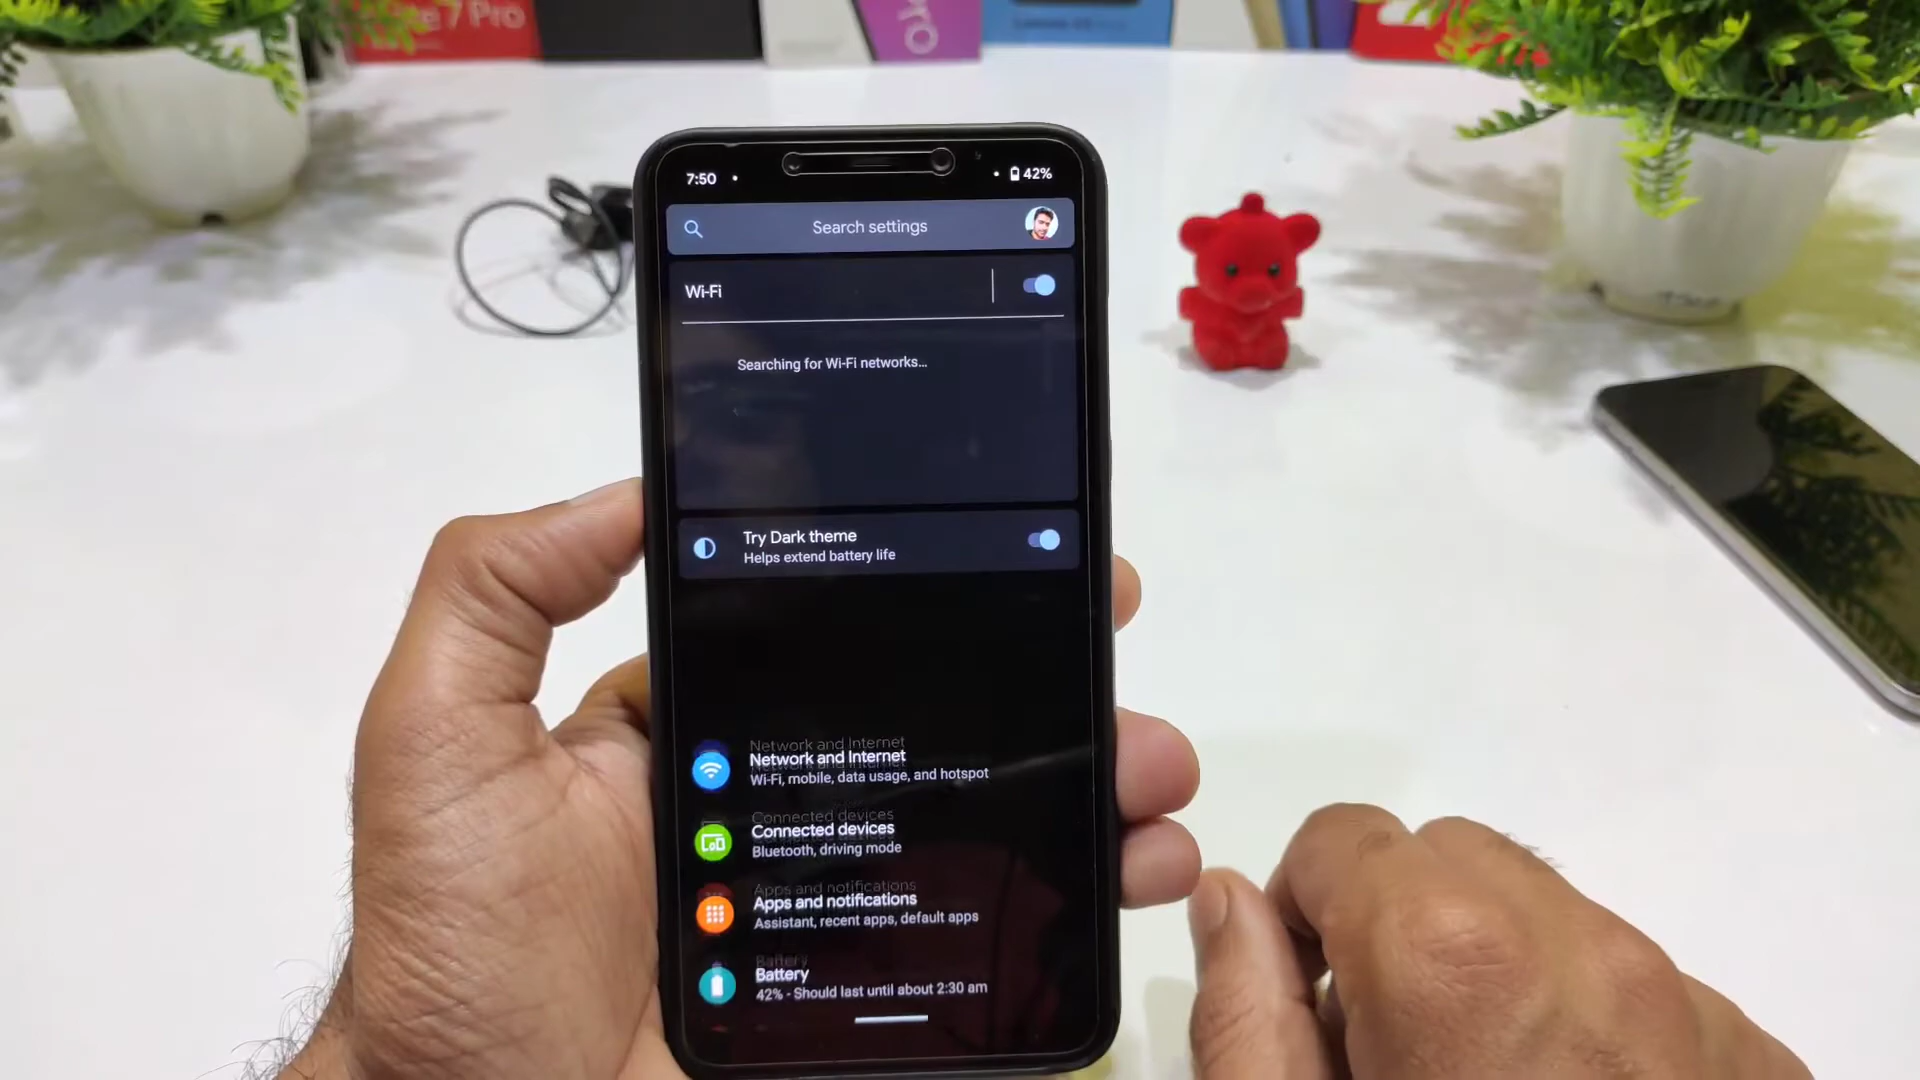 7 Pro
pro
7:50
42%
Search settings
Wi-Fi
Searching for Wi-Fi networks...
Try Dark theme
Helps extend battery life
Network and Internet
Network and Internet
Wi-Fi, mobile, data usage, and hotspot
Connected devices
Connected devices
Bluetooth, driving mode
Apps and notifications
Apps and notifications
Assistant, recent apps, default apps
Battery
Battery
42% - Should last until about 2:30 am